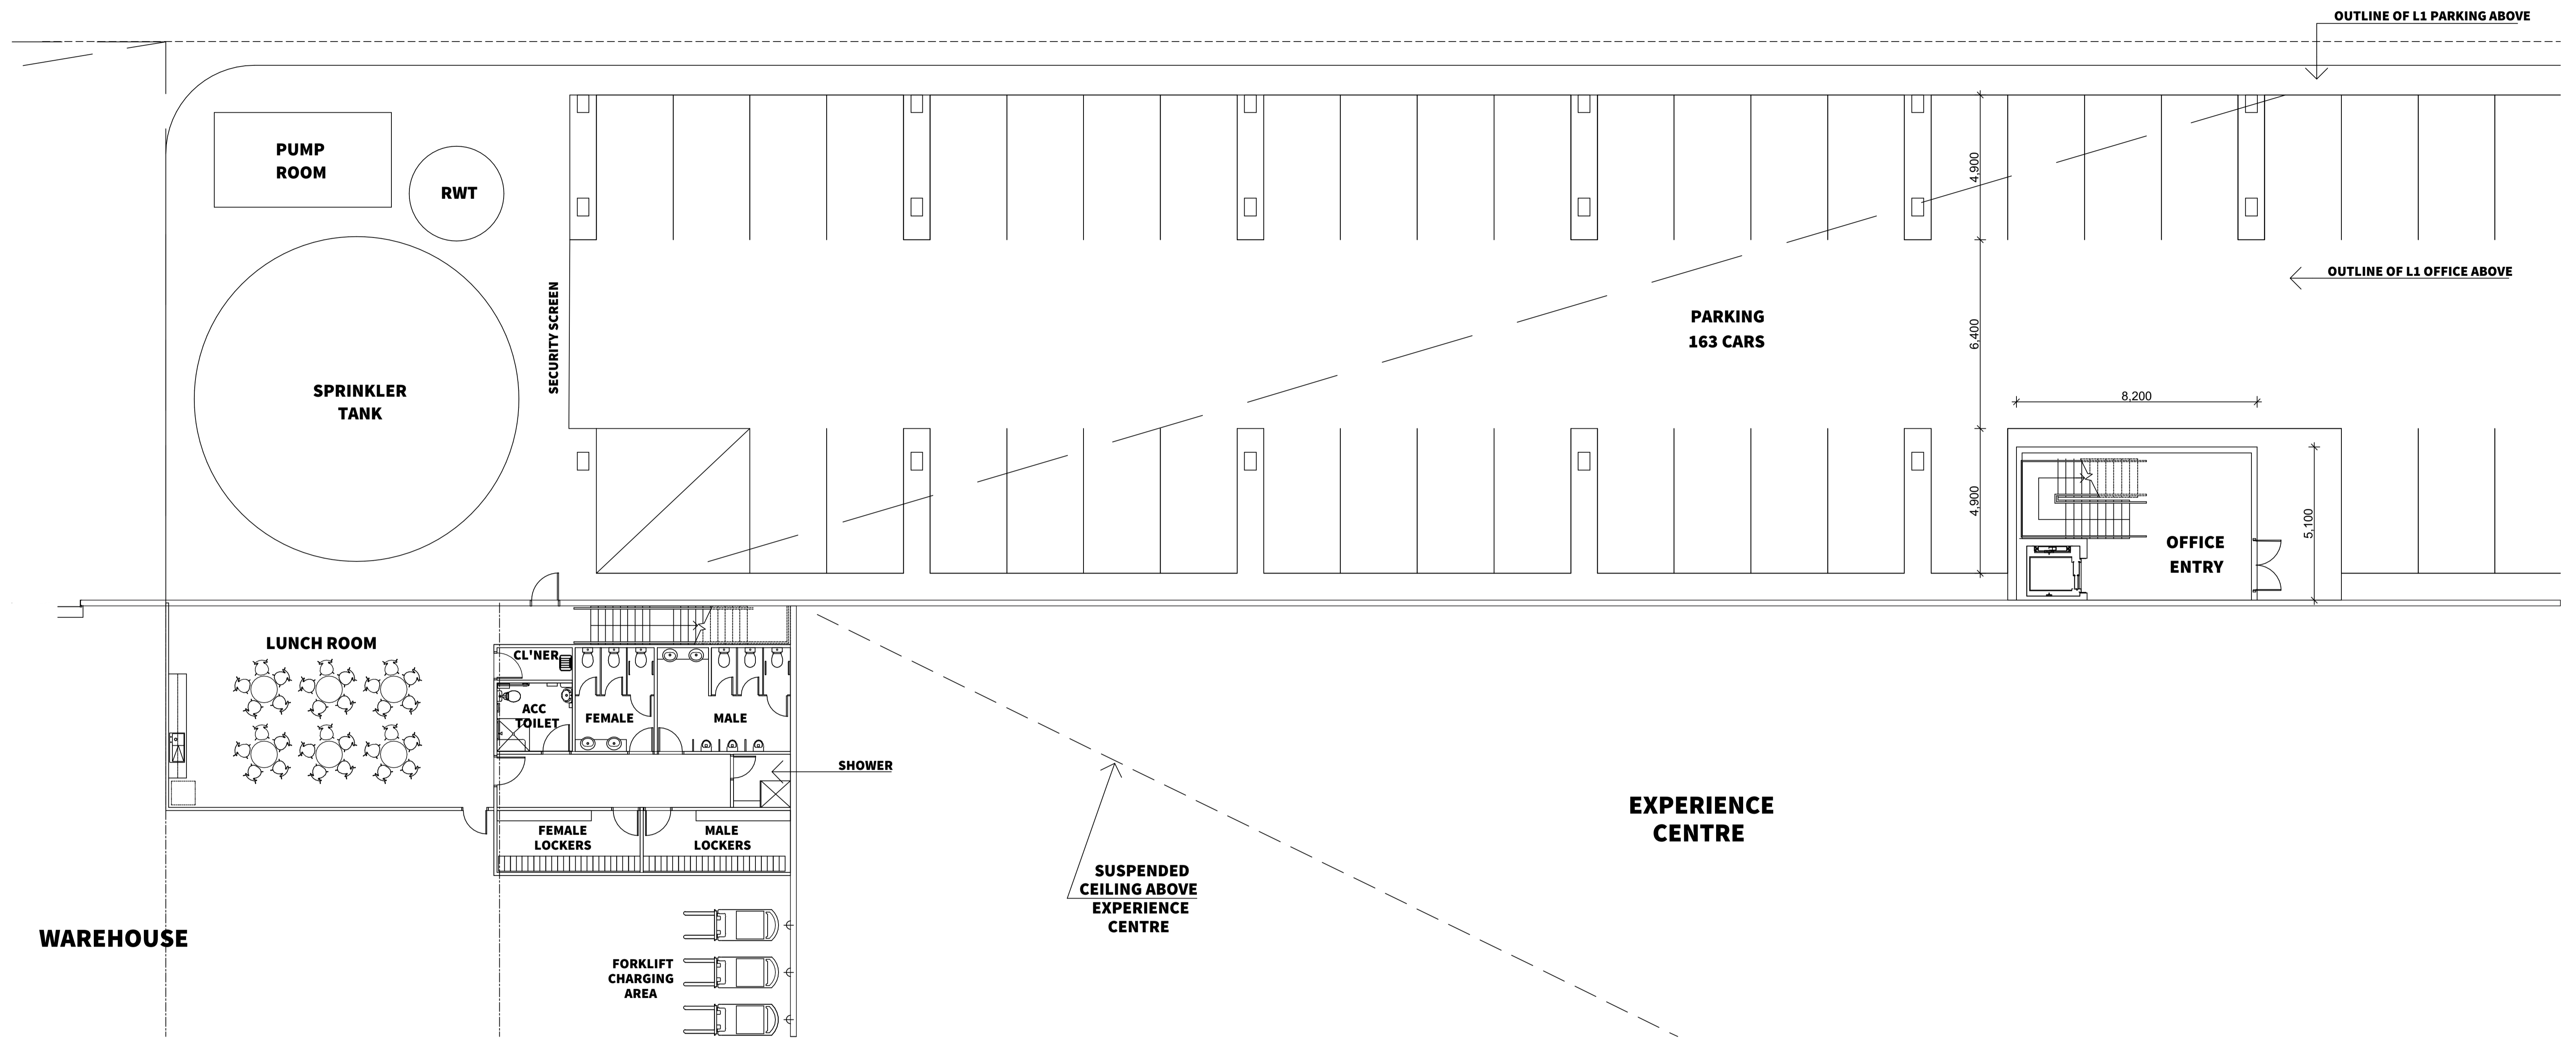 OUTLINE OF L1 PARKING ABOVE
PUMP
ROOM
RWT
4,900
OUTLINE OF L1 OFFICE ABOVE
SECURITY SCREEN
PARKING
163 CARS
6,400
SPRINKLER
TANK
8,200
4,900
5,100
OFFICE
ENTRY
LUNCH ROOM
CL'NER
ACC
TOILET
FEMALE
MALE
SHOWER
FEMALE
LOCKERS
MALE
LOCKERS
EXPERIENCE
CENTRE
SUSPENDED
CEILING ABOVE
EXPERIENCE
CENTRE
WAREHOUSE
FORKLIFT
CHARGING
AREA